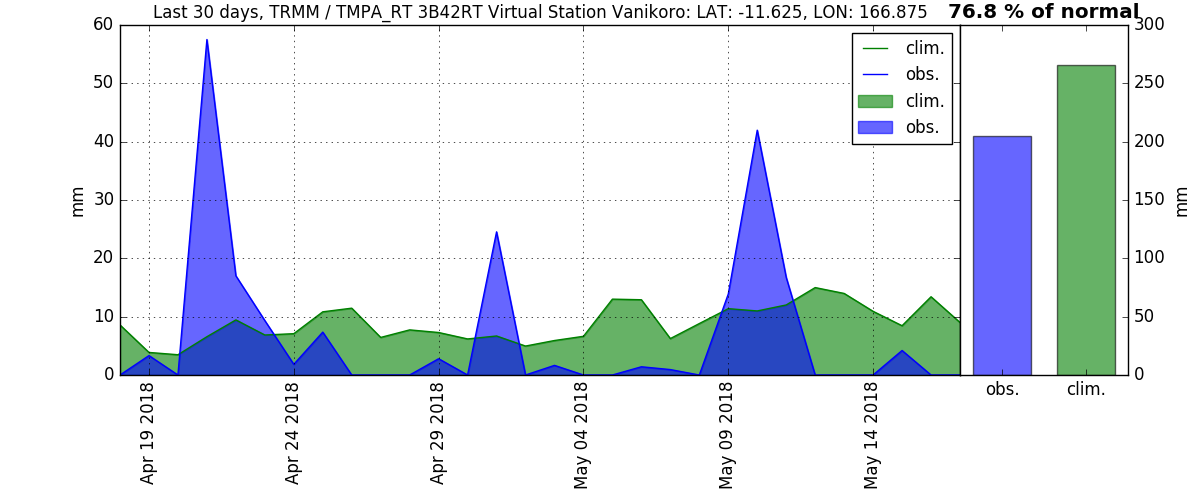 Last 30 days, TRMM / TMPA_RT 3B42RT Virtual Station Vanikoro: LAT: -11.625, LON: 166.875
76.8 % of normal
60
50
40
30
20
10
0
mm
clim.
obs.
clim.
obs.
Apr 19 2018
Apr 24 2018
Apr 29 2018
May 04 2018
May 09 2018
May 14 2018
300
250
200
150
100
50
0
mm
obs.
clim.